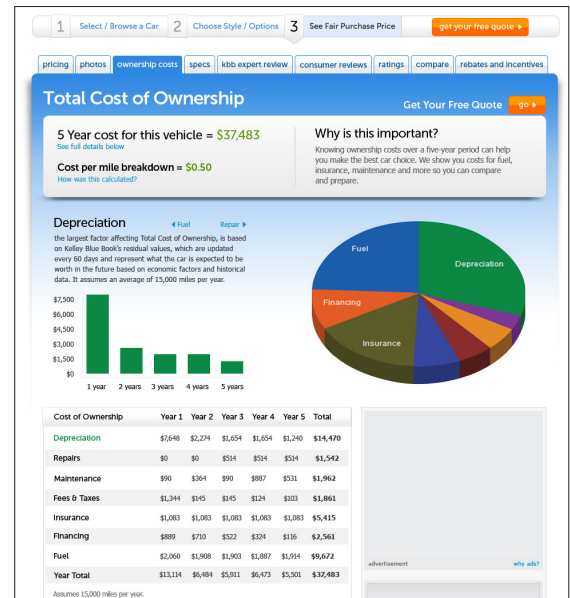 1 Select / Browse a Car 2 Choose Style / Options 3 See Fair Purchase Price get your free quote
pricing photos ownership costs specs kbb expert review consumer reviews ratings compare rebates and incentives
Total Cost of Ownership
Get Your Free Quote go
5 Year cost for this vehicle = $37,483
See full details below
Cost per mile breakdown = $0.50
How was this calculated?
Why is this important?
Knowing ownership costs over a five-year period can help
you make the best car choice. We show you costs for fuel,
insurance, maintenance and more so you can compare
and prepare.
Depreciation Fuel Repair
the largest factor affecting Total Cost of Ownership, is based
on Kelley Blue Book's residual values, which are updated
every 60 days and represent what the car is expected to be
worth in the future based on economic factors and historical
data. It assumes an average of 15,000 miles per year.
$7,500
$6,000
$4,500
$3,000
$1,500
$0
1 year 2 years 3 years 4 years 5 years
Fuel
Depreciation
Financing
Insurance
Cost of Ownership Year 1 Year 2 Year 3 Year 4 Year 5 Total
Depreciation $7,648 $2,274 $1,654 $1,654 $1,240 $14,470
Repairs $0 $0 $514 $514 $514 $1,542
Maintenance $90 $364 $90 $887 $531 $1,962
Fees & Taxes $1,344 $145 $145 $124 $103 $1,861
Insurance $1,083 $1,083 $1,083 $1,083 $1,083 $5,415
Financing $889 $710 $522 $324 $116 $2,561
Fuel $2,060 $1,908 $1,903 $1,887 $1,914 $9,672
Year Total $13,114 $6,484 $5,911 $6,473 $5,501 $37,483
Assumes 15,000 miles per year.
advertisement why ads?